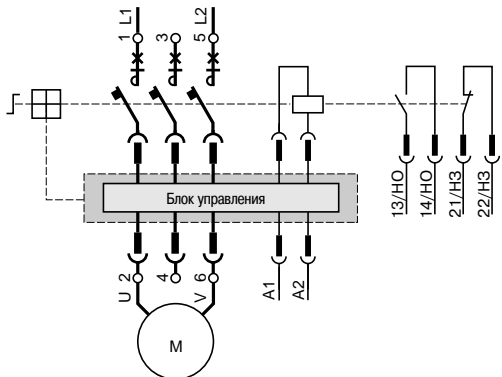 1 L1
3
5 L2
Блок управления
13/НО
14/НО
21/НЗ
22/НЗ
U 2
4
V 6
A1
A2
M